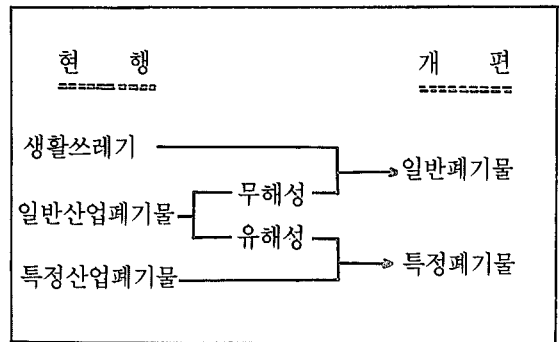 현 행 개 편
생활쓰레기
일반폐기물
무해성
일반산업폐기물
유해성
특정산업폐기물 특정폐기물